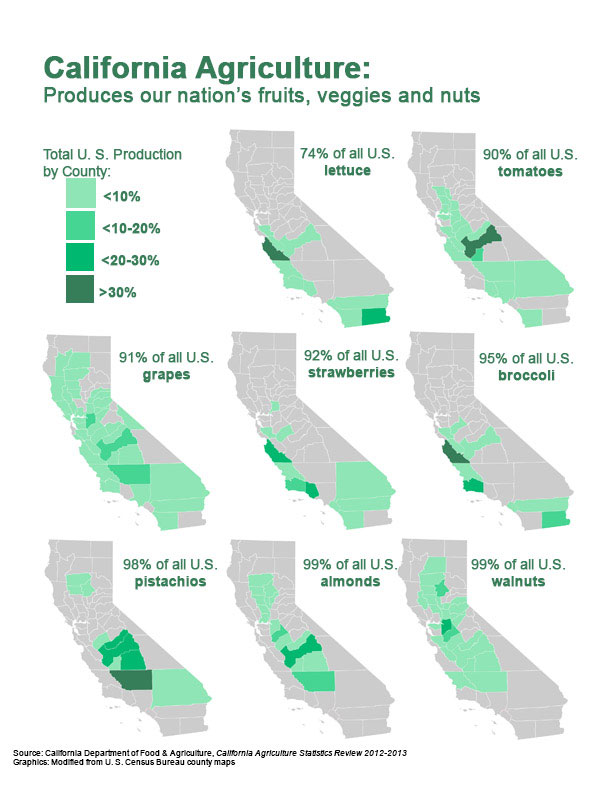 California Agriculture:
Produces our nation's fruits, veggies and nuts
Total U. S. Production
by County:
<10%
<10-20%
<20-30%
>30%
74% of all U.S.
lettuce
90% of all U.S.
tomatoes
91% of all U.S.
grapes
92% of all U.S.
strawberries
95% of all U.S.
broccoli
98% of all U.S.
pistachios
99% of all U.S.
almonds
99% of all U.S.
walnuts
Source: California Department of Food & Agriculture, California Agriculture Statistics Review 2012-2013
Graphics: Modified from U. S. Census Bureau county maps